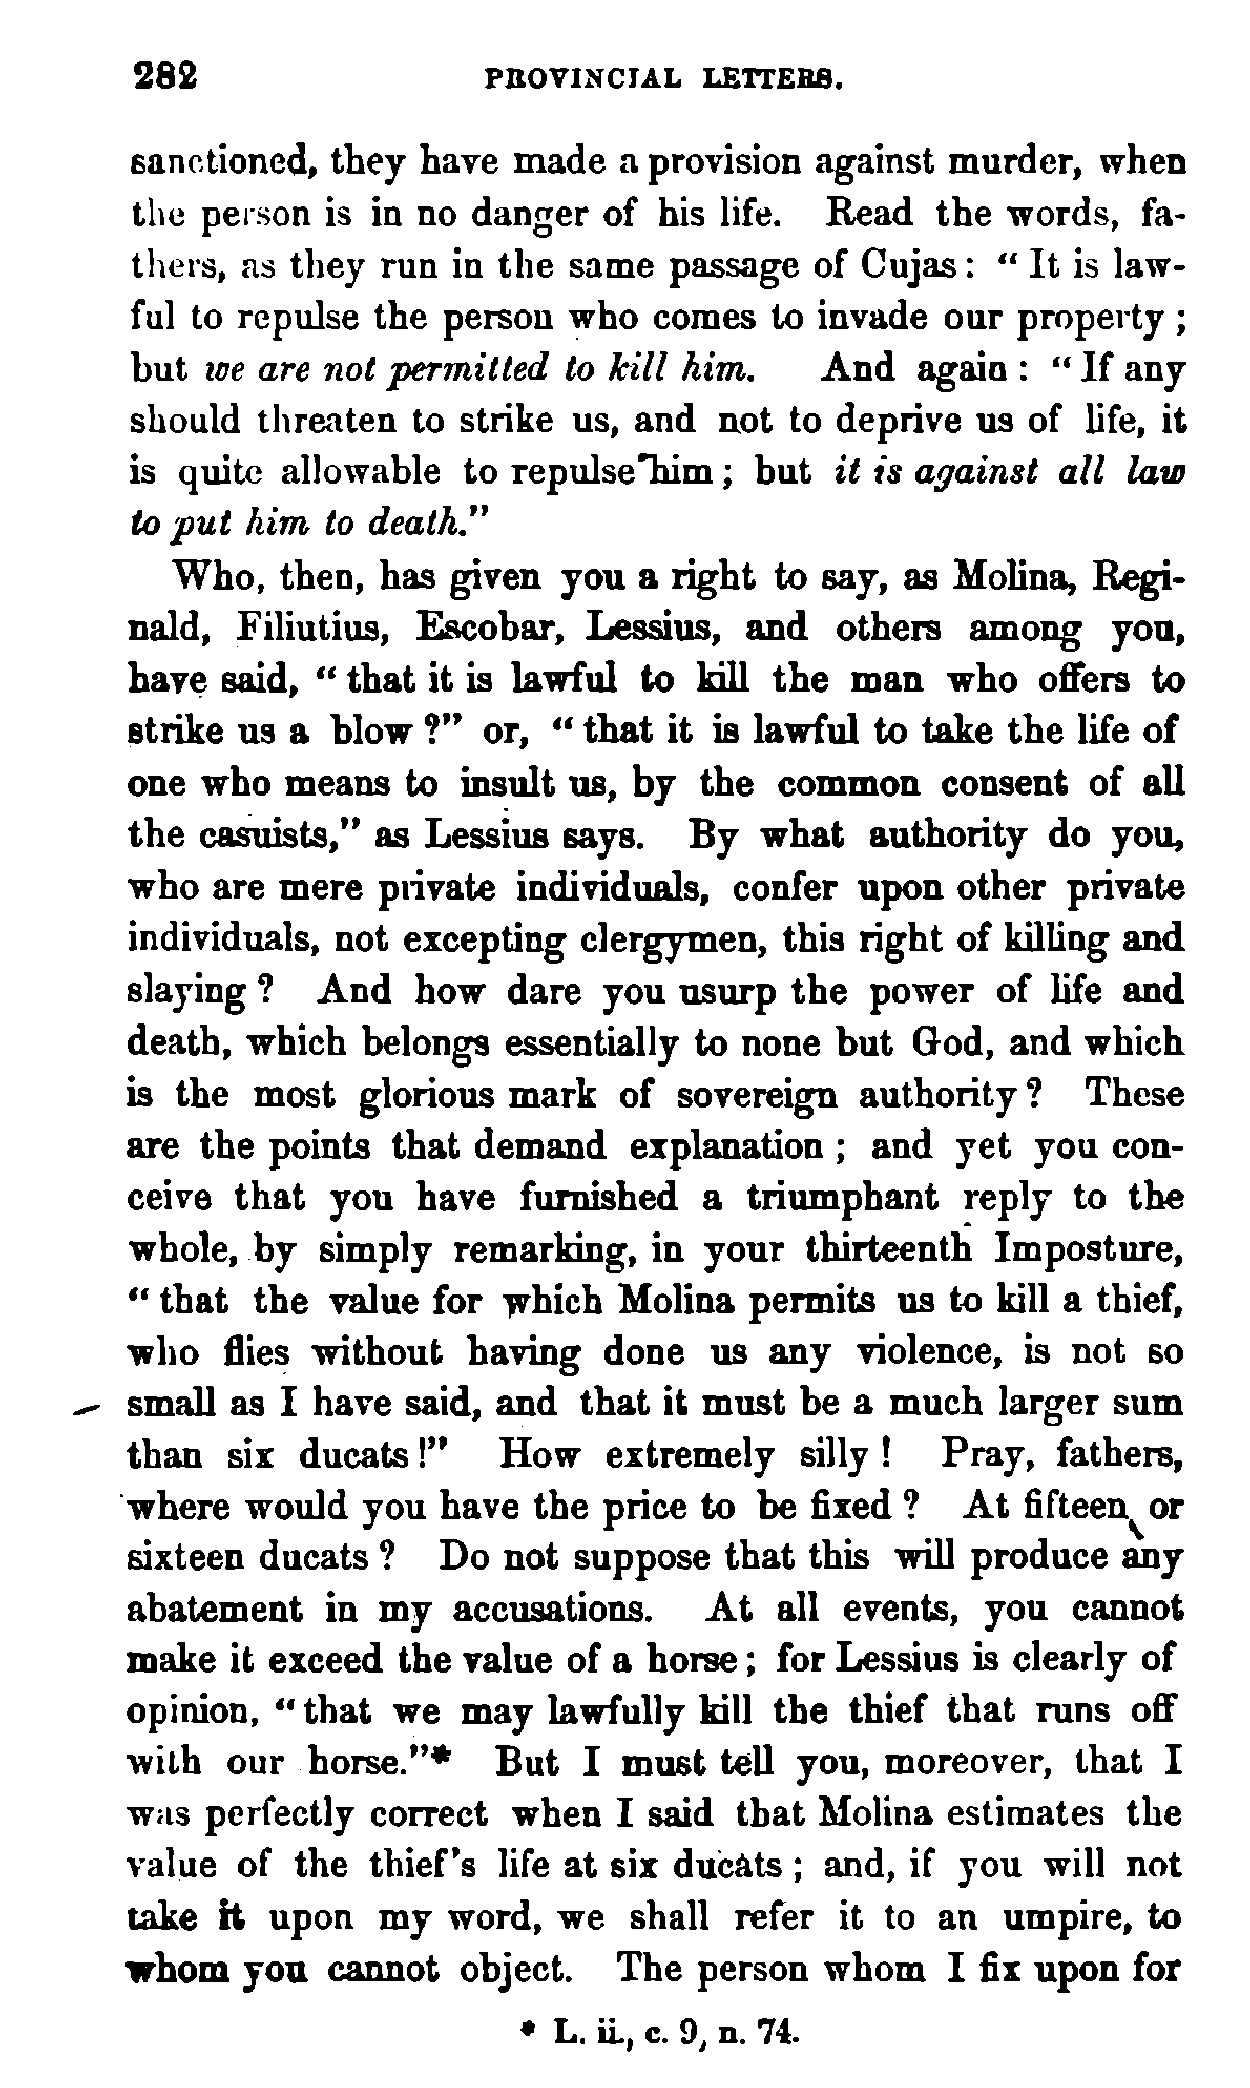 282 PROVINCIAL LETTERS.
sanctioned, they have made a provision against murder, when
the person is in no danger of his life. Read the words, fa-
thers, as they run in the same passage of Cujas: “ It is law-
ful to repulse the person who comes to invade our property ;
but we are not permitted to kill him. And again : “ If any
should threaten to strike us, and not to deprive us of life, it
is quite allowable to repulse him ; but it is against all law
to put him to death.”
Who, then, has given you a right to say, as Molina, Regi-
nald, Filiutius, Escobar, Lessius, and others among you,
have said, “ that it is lawful to kill the man who offers to
strike us a blow ?” or, “ that it is lawful to take the life of
one who means to insult us, by the common consent of all
the casuists,” as Lessius says. By what authority do you,
who are mere private individuals, confer upon other private
individuals, not excepting clergymen, this right of killing and
slaying ? And how dare you usurp the power of life and
death, which belongs essentially to none but God, and which
is the most glorious mark of sovereign authority ? These
are the points that demand explanation ; and yet you con-
ceive that you have furnished a triumphant reply to the
whole, by simply remarking, in your thirteenth Imposture,
“ that the value for which Molina permits us to kill a thief,
who flies without having done us any violence, is not so
small as I have said, and that it must be a much larger sum
than six ducats !” How extremely silly ! Pray, fathers,
where would you have the price to be fixed ? At fifteen or
sixteen ducats ? Do not suppose that this will produce any
abatement in my accusations. At all events, you cannot
make it exceed the value of a horse ; for Lessius is clearly of
opinion, “ that we may lawfully kill the thief that runs off
with our horse.”* But I must tell you, moreover, that I
was perfectly correct when I said that Molina estimates the
value of the thief’s life at six ducats ; and, if you will not
take it upon my word, we shall refer it to an umpire, to
whom you cannot object. The person whom I fix upon for
* L. ii., c. 9, n. 74.